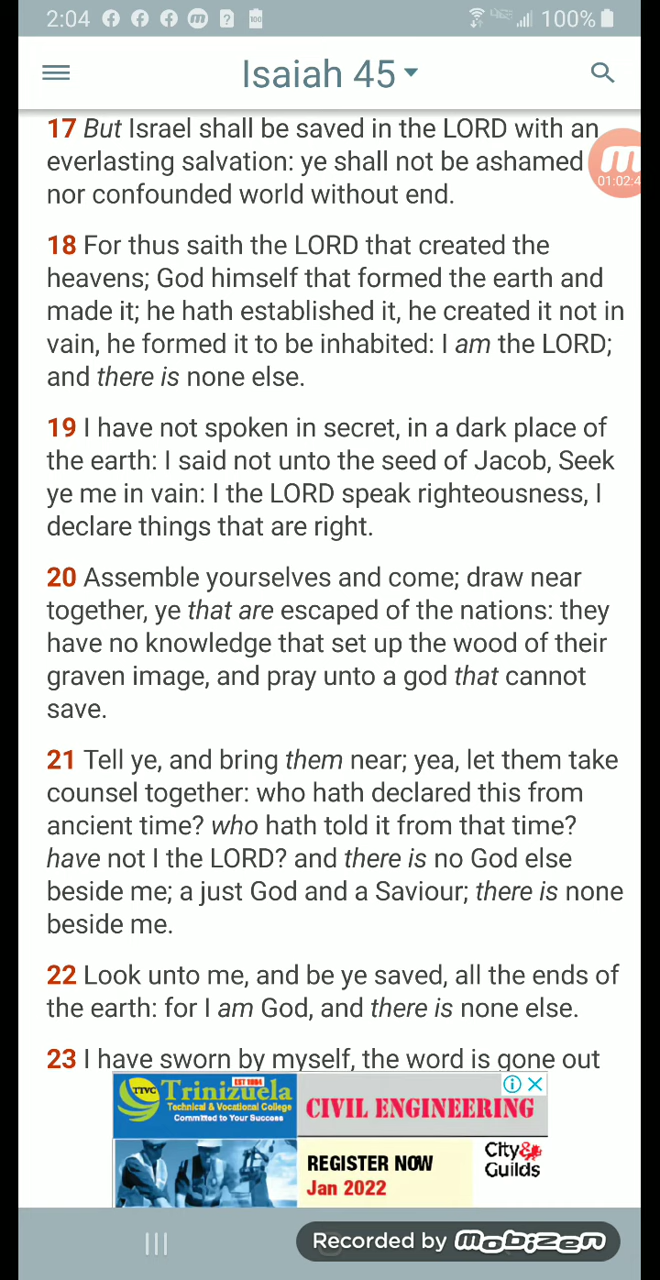 2:04 100%
Isaiah 45
17 But Israel shall be saved in the LORD with an
everlasting salvation: ye shall not be ashamed
nor confounded world without end.
01:02:4
18 For thus saith the LORD that created the
heavens; God himself that formed the earth and
made it; he hath established it, he created it not in
vain, he formed it to be inhabited: I am the LORD;
and there is none else.
19 I have not spoken in secret, in a dark place of
the earth: I said not unto the seed of Jacob, Seek
ye me in vain: I the LORD speak righteousness, I
declare things that are right.
20 Assemble yourselves and come; draw near
together, ye that are escaped of the nations: they
have no knowledge that set up the wood of their
graven image, and pray unto a god that cannot
save.
21 Tell ye, and bring them near; yea, let them take
counsel together: who hath declared this from
ancient time? who hath told it from that time?
have not I the LORD? and there is no God else
beside me; a just God and a Saviour; there is none
beside me.
22 Look unto me, and be ye saved, all the ends of
the earth: for I am God, and there is none else.
23 I have sworn by myself, the word is gone out
TTVC
EST 1984
Trinizuela
Technical & Vocational College
Committed to Your Success
CIVIL ENGINEERING
REGISTER NOW
Jan 2022
City&
Guilds
Recorded by mobizen